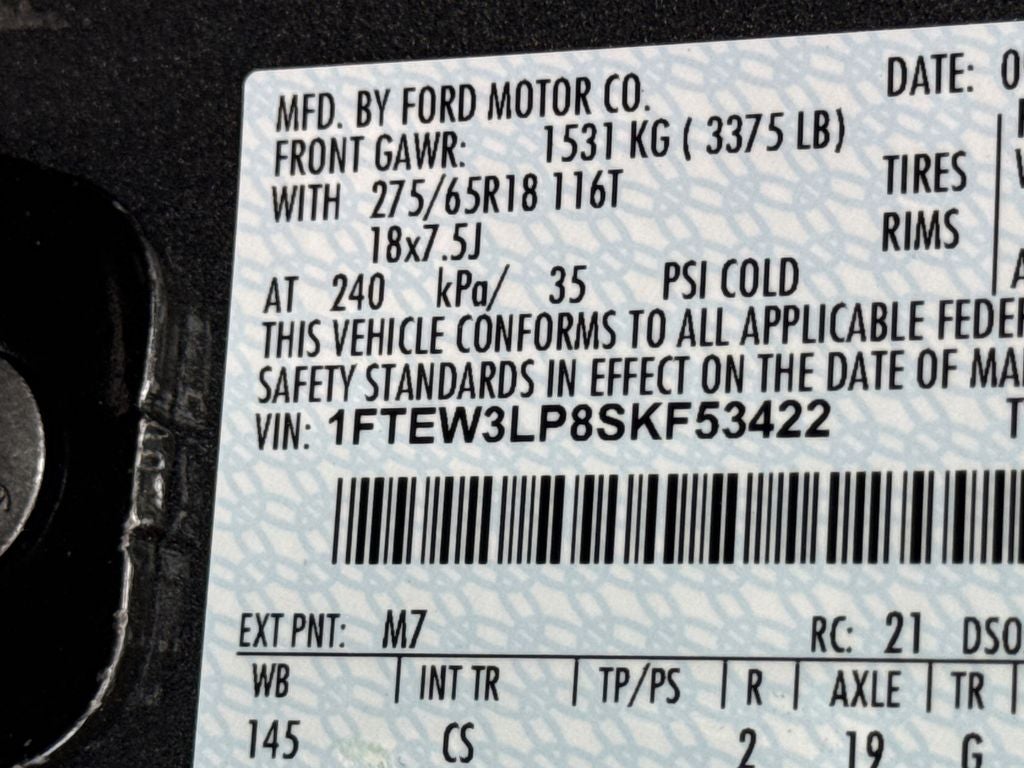 MFD. BY FORD MOTOR CO.
DATE:
FRONT GAWR: 1531 KG ( 3375 LB)
WITH 275/65R18 116T TIRES
18x7.5J RIMS
AT 240 kPa/ 35 PSI COLD
THIS VEHICLE CONFORMS TO ALL APPLICABLE
SAFETY STANDARDS IN EFFECT ON THE DATE OF
VIN: 1FTEW3LP8SKF53422
EXT PNT: M7 RC: 21 DSO
WB INT TR TP/PS R AXLE TR
145 CS 2 19 G